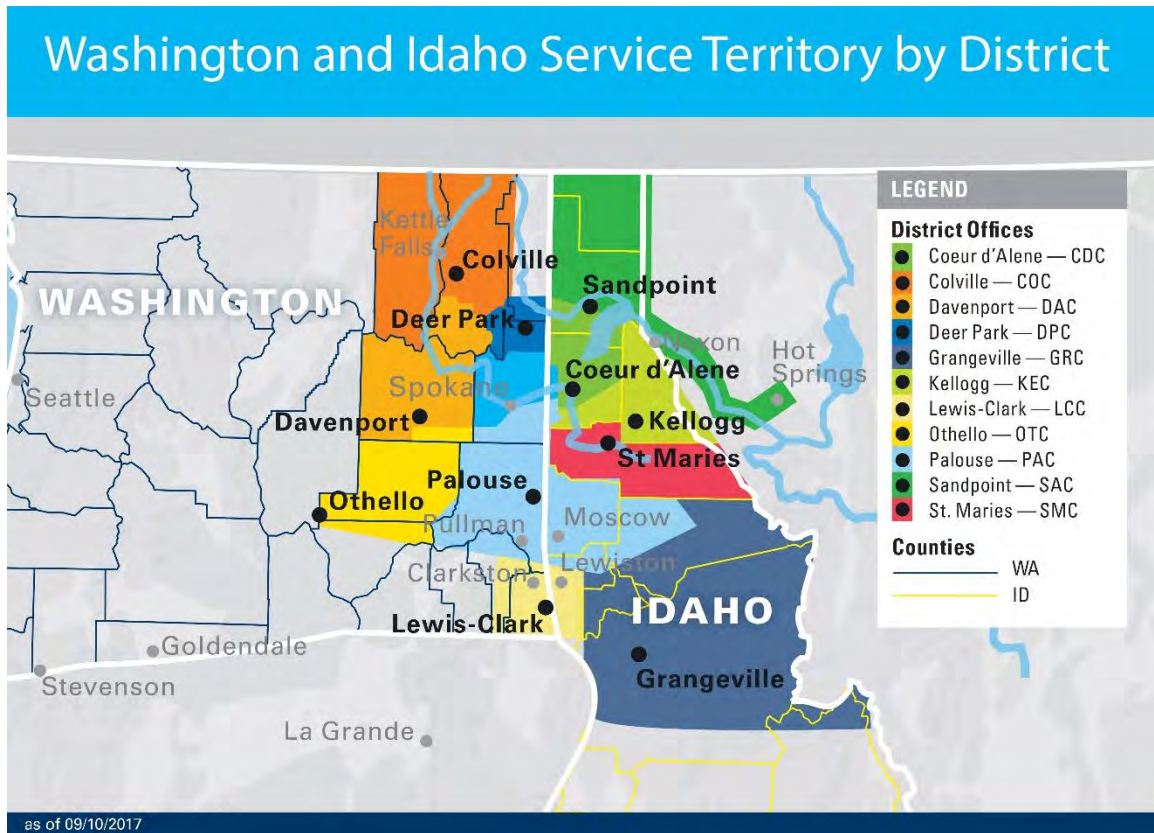 Washington and Idaho Service Territory by District
Kettle
Falls
Colville
WASHINGTON
Sandpoint
Deer Park
Noxon
Hot
Springs
Coeur d'Alene
Spokane
Seattle
Davenport
Kellogg
St Maries
Palouse
Othello
Pullman
Moscow
Clarkston
Lewiston
IDAHO
Lewis-Clark
Goldendale
Grangeville
Stevenson
La Grande
LEGEND
District Offices
Coeur d'Alene — CDC
Colville — COC
Davenport — DAC
Deer Park — DPC
Grangeville — GRC
Kellogg — KEC
Lewis-Clark — LCC
Othello — OTC
Palouse — PAC
Sandpoint — SAC
St. Maries — SMC
Counties
WA
ID
as of 09/10/2017